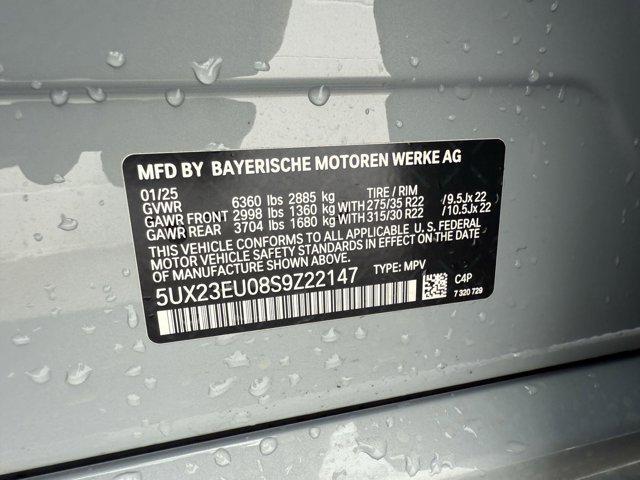 MFD BY BAYERISCHE MOTOREN WERKE AG
01/25 TIRE / RIM
GVWR 6360 lbs 2885 kg
GAWR FRONT 2998 lbs 1360 kg WITH 275/35 R22 /9.5Jx 22
GAWR REAR 3704 lbs 1680 kg WITH 315/30 R22 /10.5Jx 22
THIS VEHICLE CONFORMS TO ALL APPLICABLE U.S. FEDERAL
MOTOR VEHICLE SAFETY STANDARDS IN EFFECT ON THE DATE
OF MANUFACTURE SHOWN ABOVE.
5UX23EU08S9Z22147 TYPE: MPV C4P
7 320 729